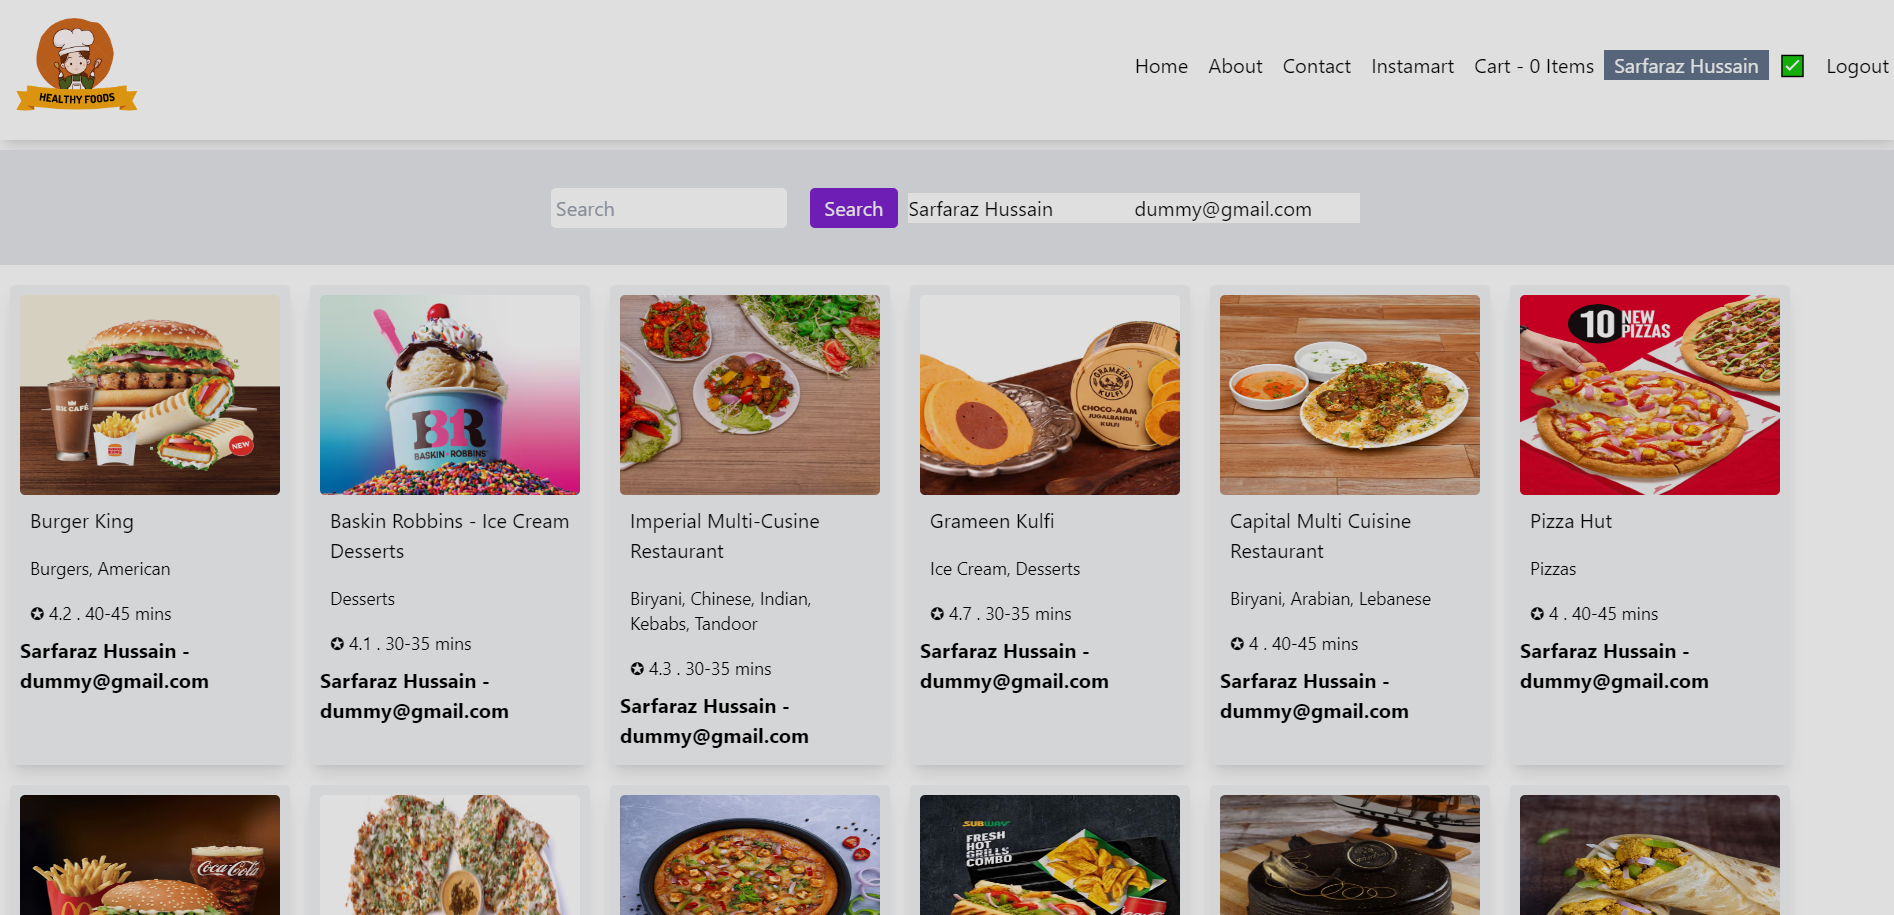 HEALTHY FOODS
Home About Contact Instamart Cart - 0 Items Sarfaraz Hussain ✅ Logout
Search Search Sarfaraz Hussain dummy@gmail.com
BK CAFÉ
NEW
BR
BASKIN ROBBINS
GRAMEEN
KULFI
CHOCO-AAM
JUGALBANDI
KULFI
10 NEW
PIZZAS
Burger King
Burgers, American
✪ 4.2 . 40-45 mins
Sarfaraz Hussain -
dummy@gmail.com
Baskin Robbins - Ice Cream
Desserts
Desserts
✪ 4.1 . 30-35 mins
Sarfaraz Hussain -
dummy@gmail.com
Imperial Multi-Cusine
Restaurant
Biryani, Chinese, Indian,
Kebabs, Tandoor
✪ 4.3 . 30-35 mins
Sarfaraz Hussain -
dummy@gmail.com
Grameen Kulfi
Ice Cream, Desserts
✪ 4.7 . 30-35 mins
Sarfaraz Hussain -
dummy@gmail.com
Capital Multi Cuisine
Restaurant
Biryani, Arabian, Lebanese
✪ 4 . 40-45 mins
Sarfaraz Hussain -
dummy@gmail.com
Pizza Hut
Pizzas
✪ 4 . 40-45 mins
Sarfaraz Hussain -
dummy@gmail.com
Coca-Cola
SUBWAY
FRESH
HOT
GRILLS
COMBO